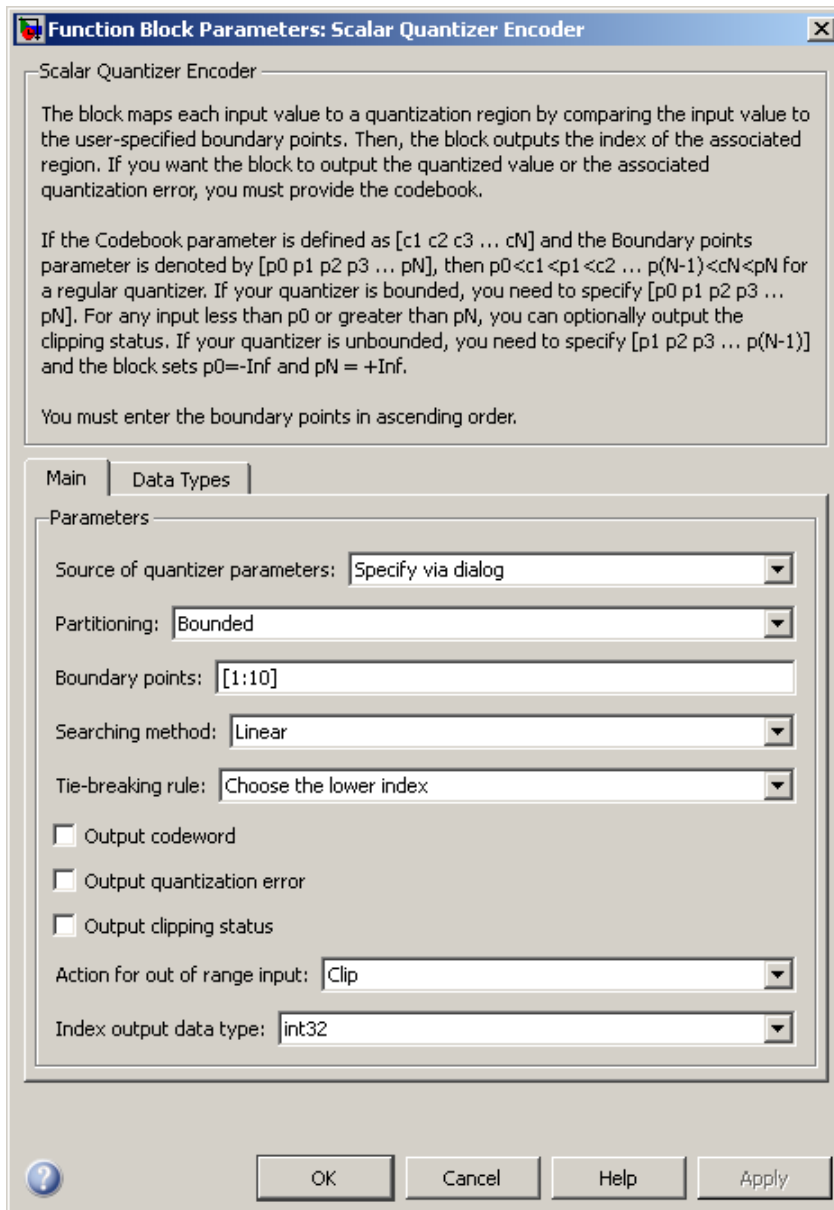 Function Block Parameters: Scalar Quantizer Encoder
Scalar Quantizer Encoder
The block maps each input value to a quantization region by comparing the input value to
the user-specified boundary points. Then, the block outputs the index of the associated
region. If you want the block to output the quantized value or the associated
quantization error, you must provide the codebook.
If the Codebook parameter is defined as [c1 c2 c3 ... cN] and the Boundary points
parameter is denoted by [p0 p1 p2 p3 ... pN], then p0<c1<p1<c2 ... p(N-1)<cN<pN for
a regular quantizer. If your quantizer is bounded, you need to specify [p0 p1 p2 p3 ...
pN]. For any input less than p0 or greater than pN, you can optionally output the
clipping status. If your quantizer is unbounded, you need to specify [p1 p2 p3 ... p(N-1)]
and the block sets p0=-Inf and pN = +Inf.
You must enter the boundary points in ascending order.
Main Data Types
Parameters
Source of quantizer parameters: Specify via dialog
Partitioning: Bounded
Boundary points: [1:10]
Searching method: Linear
Tie-breaking rule: Choose the lower index
Output codeword
Output quantization error
Output clipping status
Action for out of range input: Clip
Index output data type: int32
? OK Cancel Help Apply